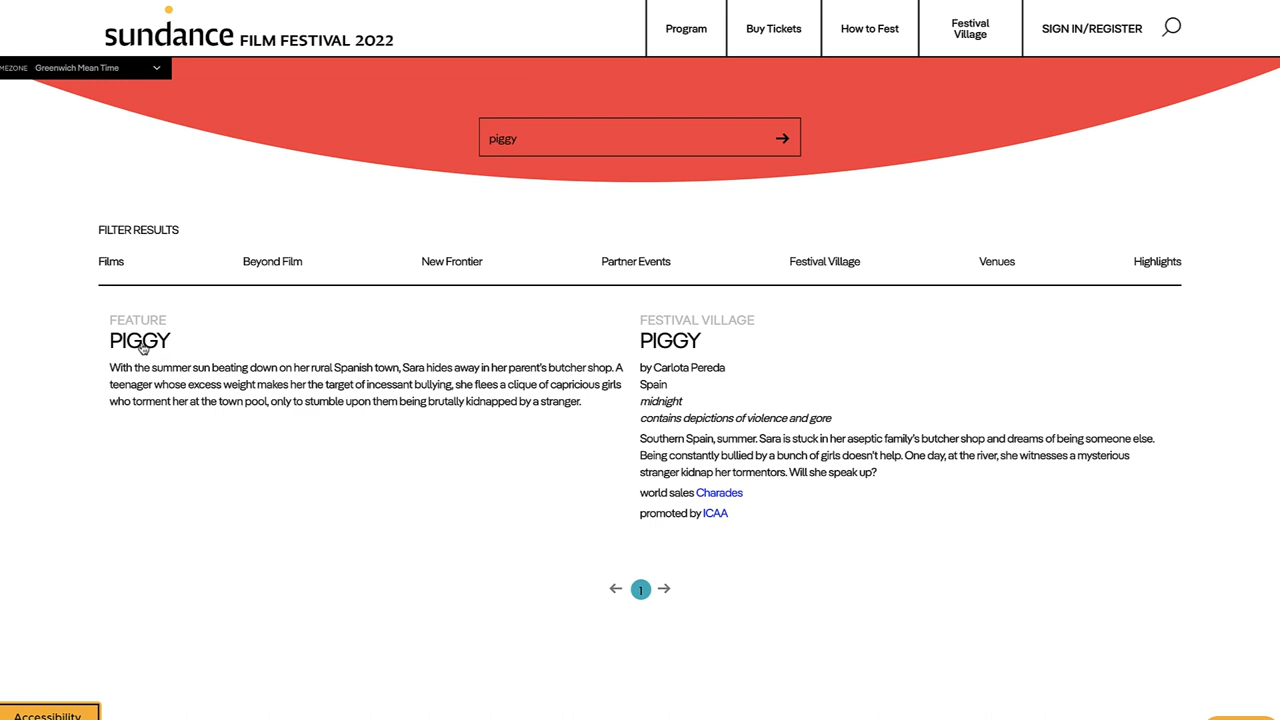 sundance FILM FESTIVAL 2022
Program
Buy Tickets
How to Fest
Festival
Village
SIGN IN/REGISTER
MEZONE Greenwich Mean Time
piggy
FILTER RESULTS
Films
Beyond Film
New Frontier
Partner Events
Festival Village
Venues
Highlights
FEATURE
PIGGY
With the summer sun beating down on her rural Spanish town, Sara hides away in her parent's butcher shop. A
teenager whose excess weight makes her the target of incessant bullying, she flees a clique of capricious girls
who torment her at the town pool, only to stumble upon them being brutally kidnapped by a stranger.
FESTIVAL VILLAGE
PIGGY
by Carlota Pereda
Spain
midnight
contains depictions of violence and gore
Southern Spain, summer. Sara is stuck in her aseptic family's butcher shop and dreams of being someone else.
Being constantly bullied by a bunch of girls doesn't help. One day, at the river, she witnesses a mysterious
stranger kidnap her tormentors. Will she speak up?
world sales Charades
promoted by ICAA
1
Accessibility